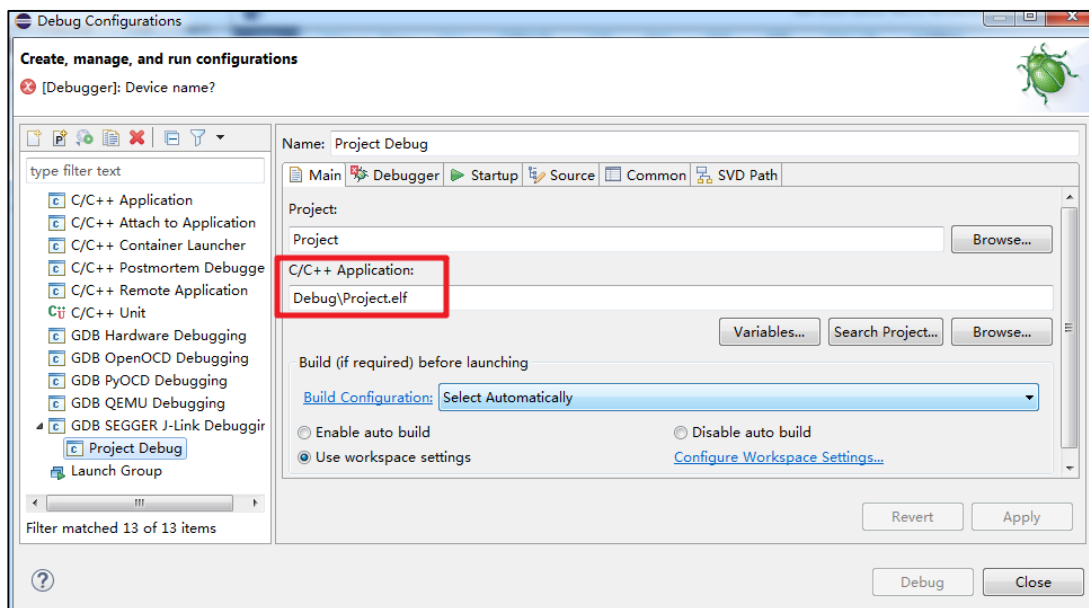 Debug Configurations
Create, manage, and run configurations
[Debugger]: Device name?
type filter text
C/C++ Application
C/C++ Attach to Application
C/C++ Container Launcher
C/C++ Postmortem Debugge
C/C++ Remote Application
C/C++ Unit
GDB Hardware Debugging
GDB OpenOCD Debugging
GDB PyOCD Debugging
GDB QEMU Debugging
GDB SEGGER J-Link Debuggir
Project Debug
Launch Group
Filter matched 13 of 13 items
Name: Project Debug
Main Debugger Startup Source Common SVD Path
Project:
Project Browse...
C/C++ Application:
Debug\Project.elf
Variables... Search Project... Browse...
Build (if required) before launching
Build Configuration: Select Automatically
Enable auto build Disable auto build
Use workspace settings Configure Workspace Settings...
Revert Apply
Debug Close